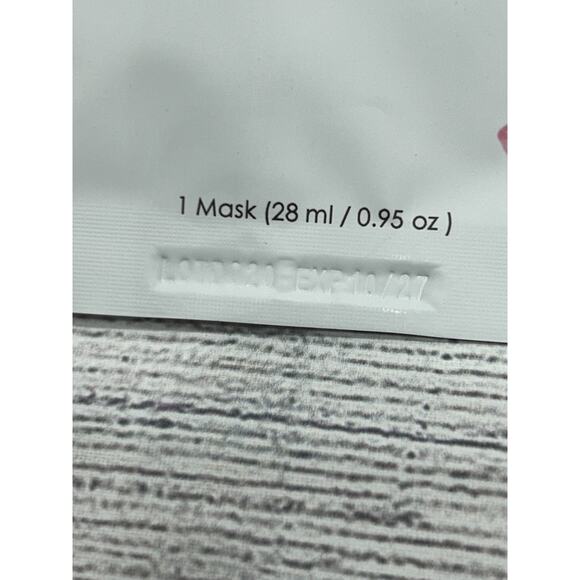 1 Mask (28 ml / 0.95 oz )
EXP 10/27